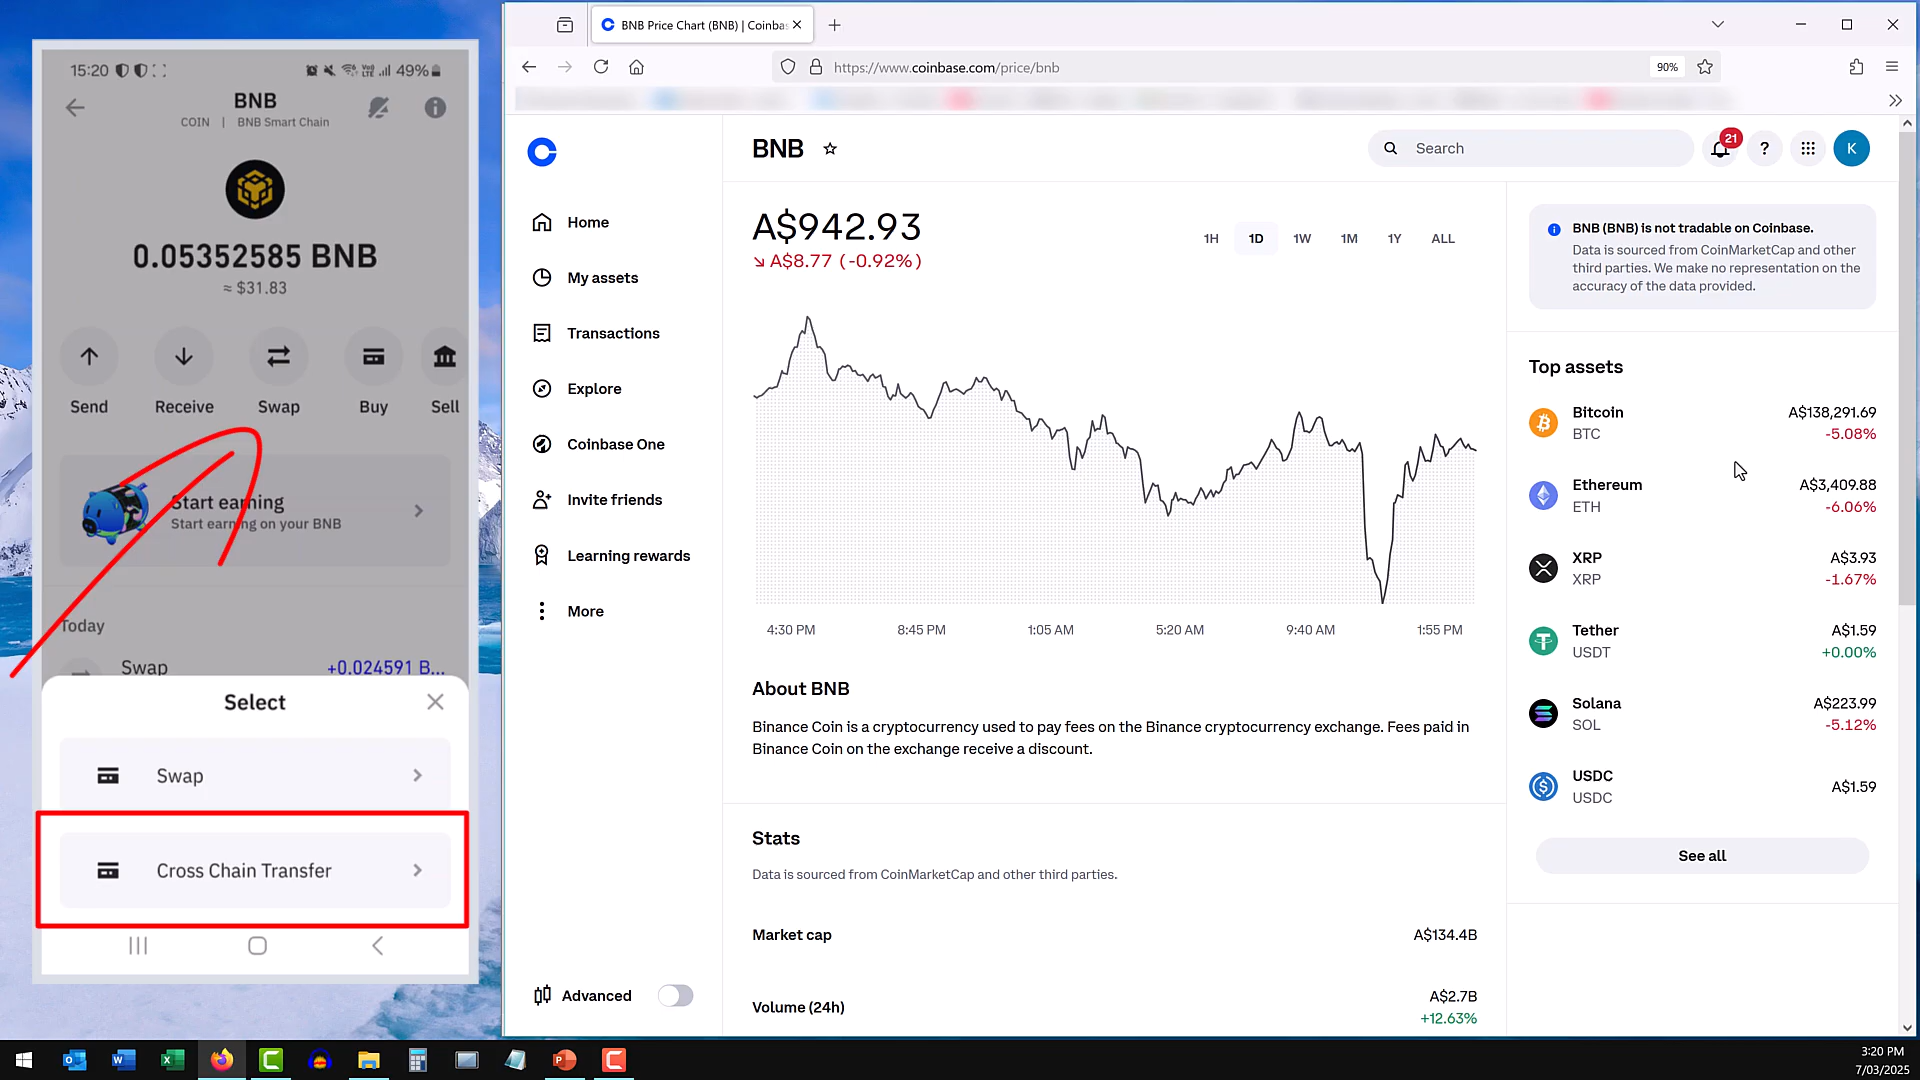 15:20
49%
BNB
COIN | BNB Smart Chain
0.05352585 BNB
≈ $31.83
Send
Receive
Swap
Buy
Sell
Start earning
Start earning on your BNB
Today
Swap
+0.024591 B...
Select
Swap
Cross Chain Transfer
BNB Price Chart (BNB) | Coinba
https://www.coinbase.com/price/bnb
90%
BNB
Search
21
?
K
Home
My assets
Transactions
Explore
Coinbase One
Invite friends
Learning rewards
More
Advanced
A$942.93
↘ A$8.77 (-0.92%)
1H
1D
1W
1M
1Y
ALL
4:30 PM
8:45 PM
1:05 AM
5:20 AM
9:40 AM
1:55 PM
About BNB
Binance Coin is a cryptocurrency used to pay fees on the Binance cryptocurrency exchange. Fees paid in
Binance Coin on the exchange receive a discount.
Stats
Data is sourced from CoinMarketCap and other third parties.
Market cap
A$134.4B
Volume (24h)
A$2.7B
+12.63%
BNB (BNB) is not tradable on Coinbase.
Data is sourced from CoinMarketCap and other
third parties. We make no representation on the
accuracy of the data provided.
Top assets
Bitcoin
A$138,291.69
BTC
-5.08%
Ethereum
A$3,409.88
ETH
-6.06%
XRP
A$3.93
XRP
-1.67%
Tether
A$1.59
USDT
+0.00%
Solana
A$223.99
SOL
-5.12%
USDC
A$1.59
USDC
See all
3:20 PM
7/03/2025